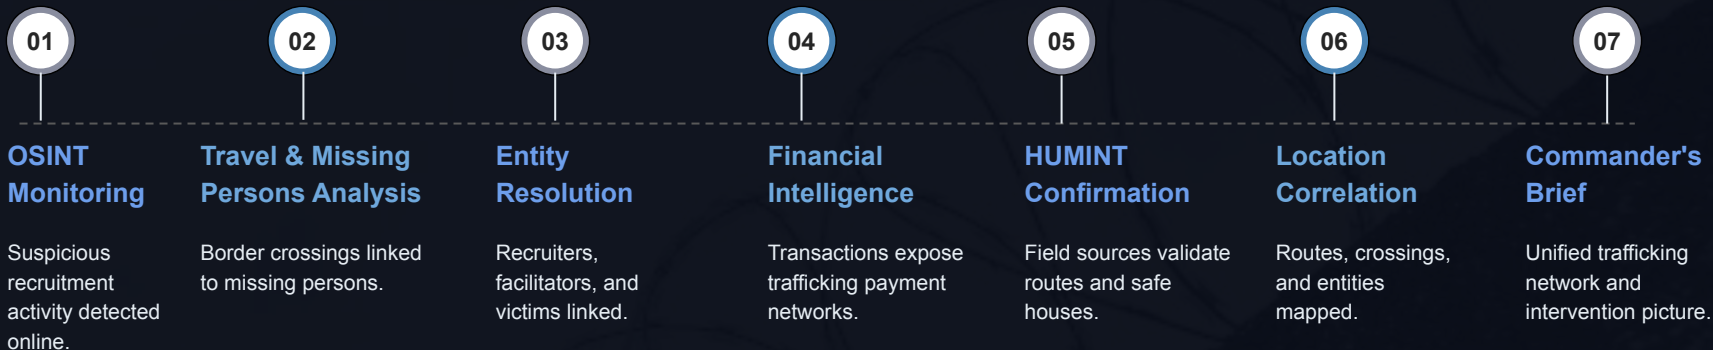 01
02
03
04
05
06
07
OSINT
Monitoring
Suspicious
recruitment
activity detected
online.
Travel & Missing
Persons Analysis
Border crossings linked
to missing persons.
Entity
Resolution
Recruiters,
facilitators, and
victims linked.
Financial
Intelligence
Transactions expose
trafficking payment
networks.
HUMINT
Confirmation
Field sources validate
routes and safe
houses.
Location
Correlation
Routes, crossings,
and entities
mapped.
Commander's
Brief
Unified trafficking
network and
intervention picture.